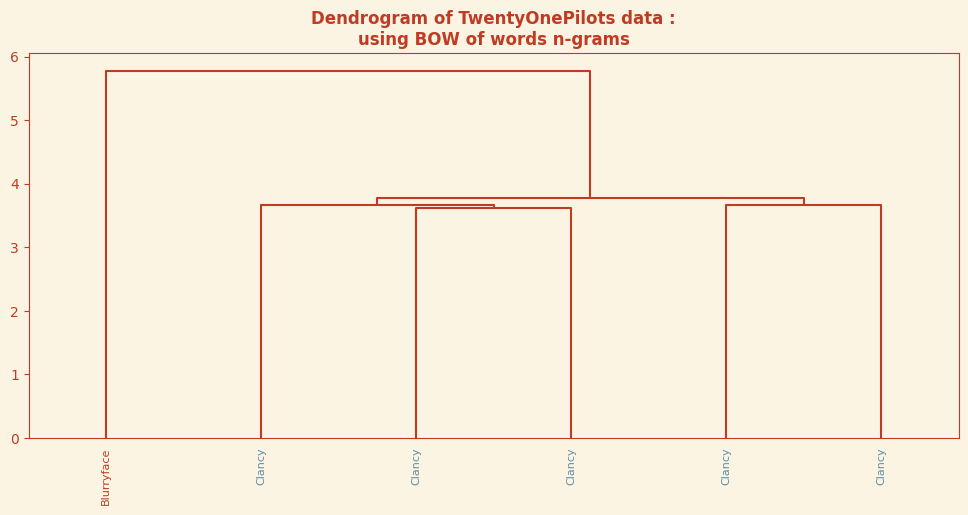 Dendrogram of TwentyOnePilots data :
using BOW of words n-grams
6
5
4
3
2
1
0
Blurryface
Clancy
Clancy
Clancy
Clancy
Clancy